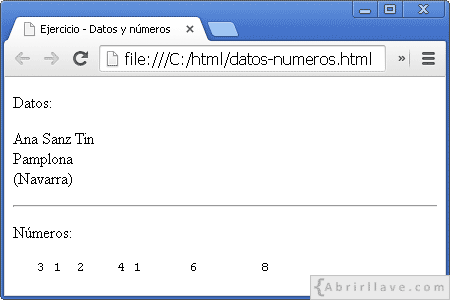 Ejercicio - Datos y números
file:///C:/html/datos-numeros.html
Datos:
Ana Sanz Tin
Pamplona
(Navarra)
Números:
3 1  2     4 1       6         8
{Abrirllave.com